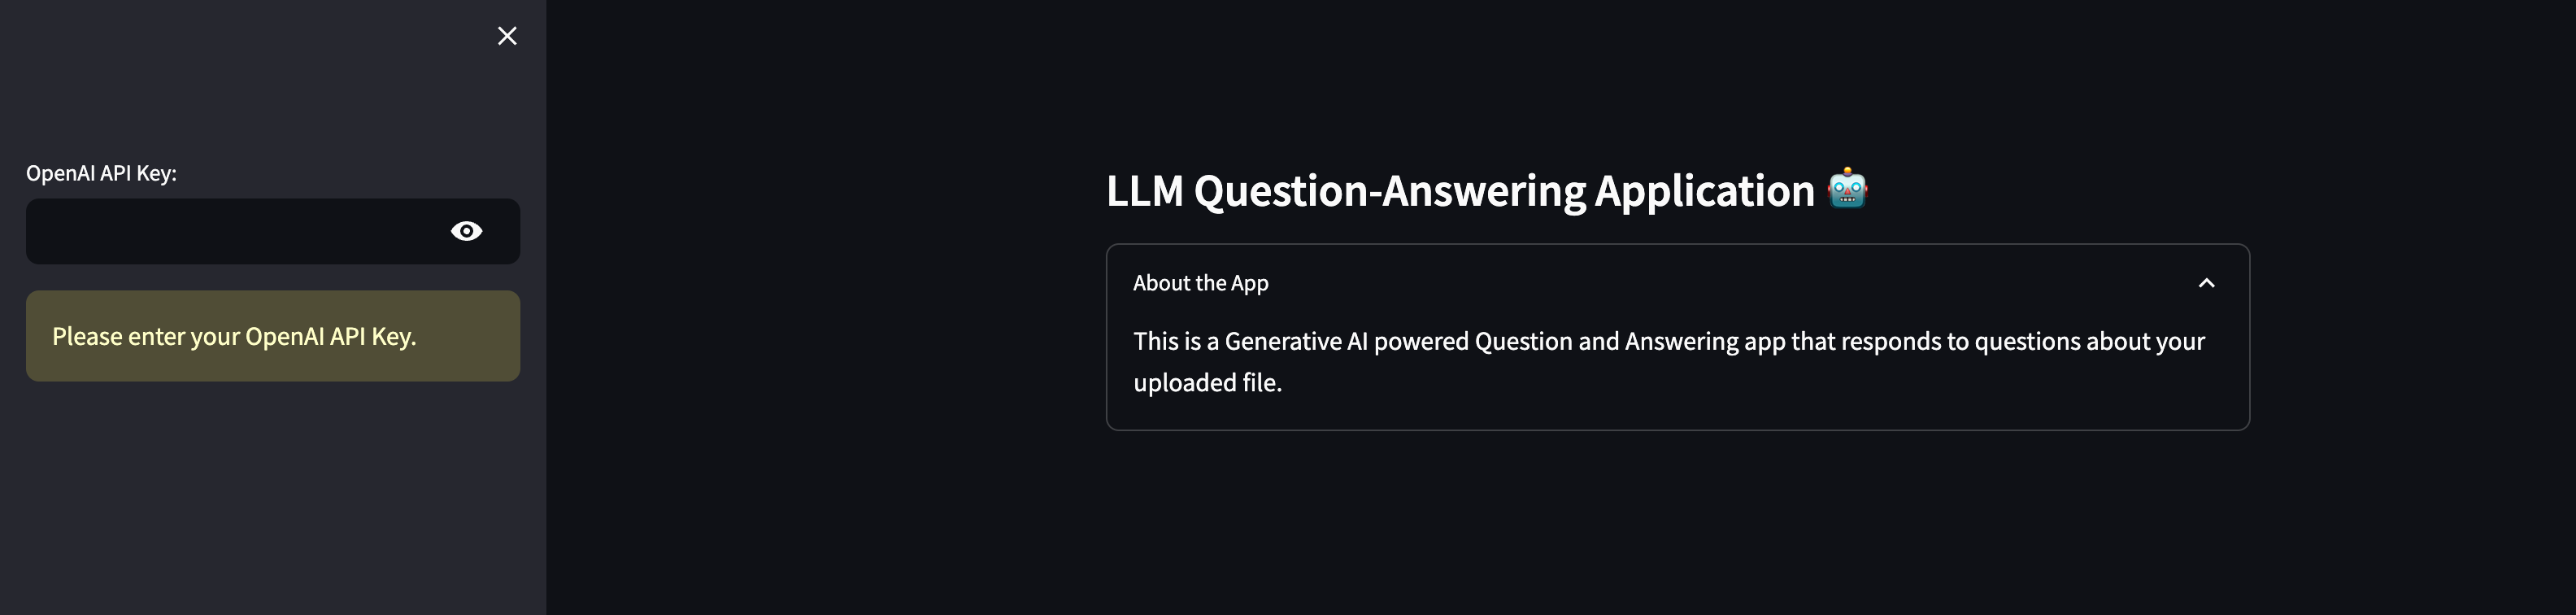 OpenAI API Key:
Please enter your OpenAI API Key.
LLM Question-Answering Application 🤖
About the App
This is a Generative AI powered Question and Answering app that responds to questions about your
uploaded file.